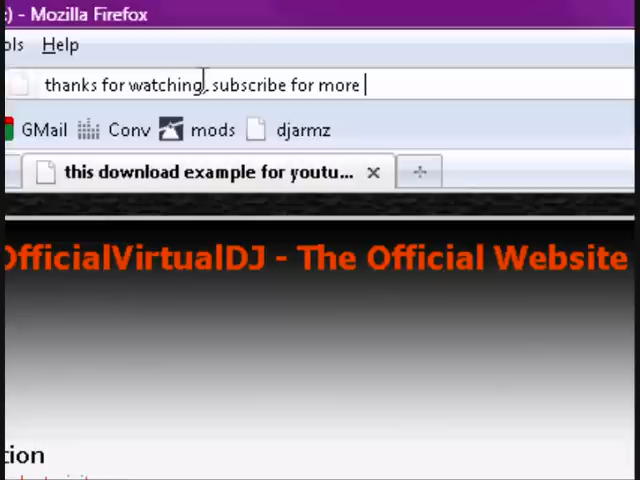 :) - Mozilla Firefox
ols Help
thanks for watching, subscribe for more
GMail Conv mods djarmz
this download example for youtu... × +
OfficialVirtualDJ - The Official Website
tion